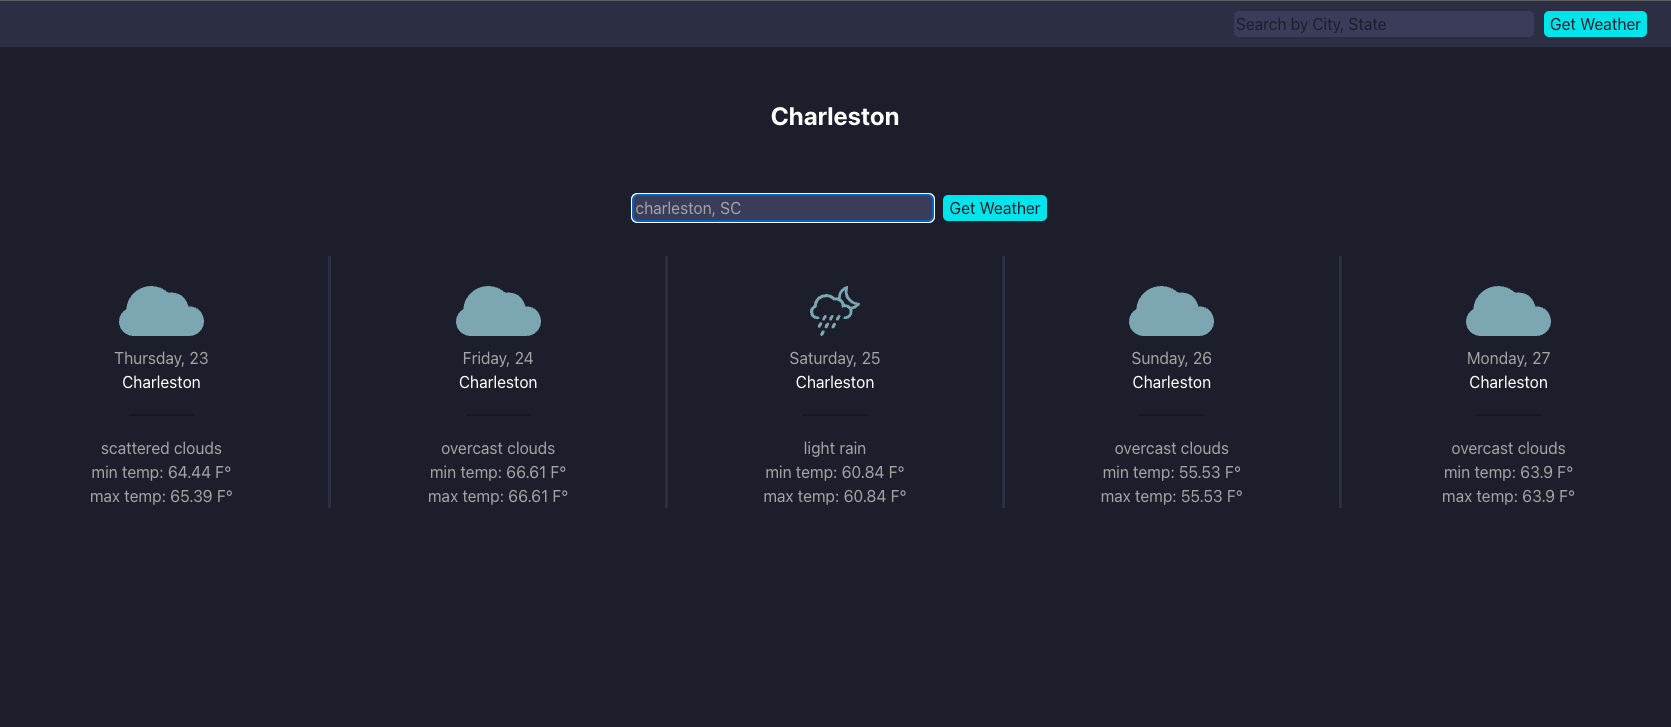 Search by City, State Get Weather
Charleston
charleston, SC Get Weather
Thursday, 23
Charleston
scattered clouds
min temp: 64.44 F°
max temp: 65.39 F°
Friday, 24
Charleston
overcast clouds
min temp: 66.61 F°
max temp: 66.61 F°
Saturday, 25
Charleston
light rain
min temp: 60.84 F°
max temp: 60.84 F°
Sunday, 26
Charleston
overcast clouds
min temp: 55.53 F°
max temp: 55.53 F°
Monday, 27
Charleston
overcast clouds
min temp: 63.9 F°
max temp: 63.9 F°